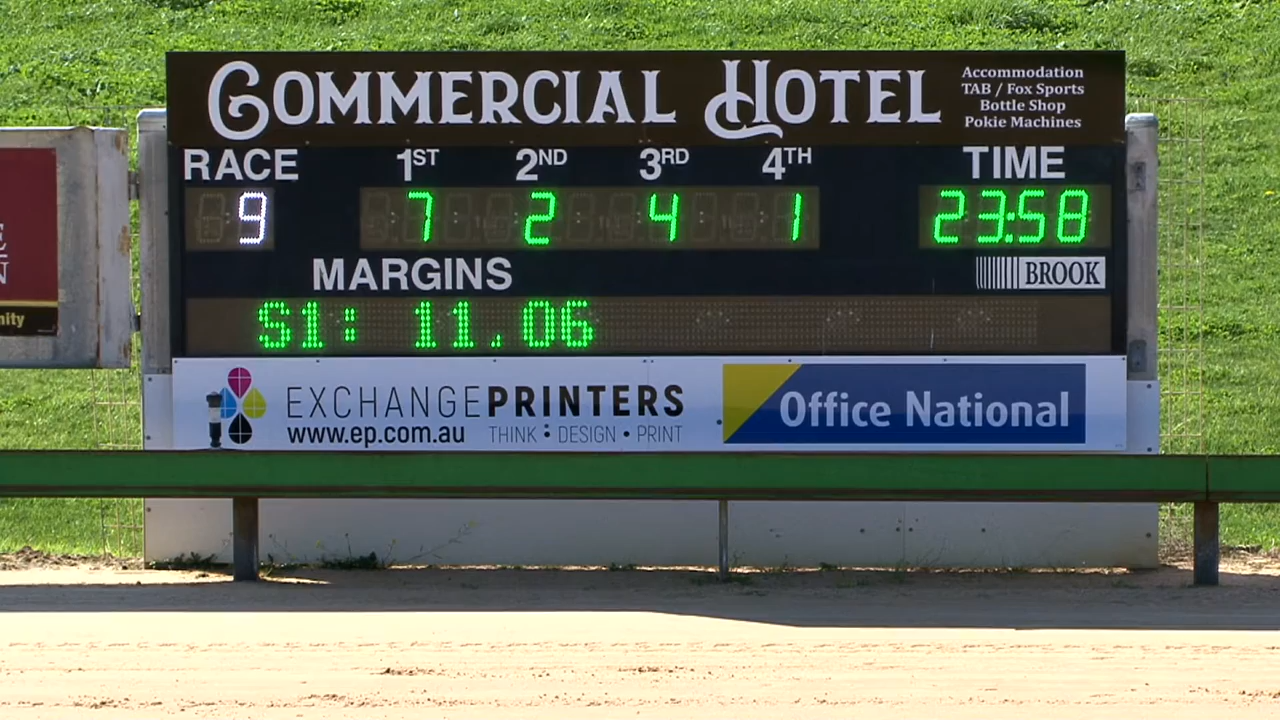 COMMERCIAL HOTEL
Accommodation
TAB / Fox Sports
Bottle Shop
Pokie Machines
RACE 1ST 2ND 3RD 4TH TIME
9 7 2 4 1 23:58
MARGINS
BROOK
S1: 11.06
EXCHANGEPRINTERS
www.ep.com.au THINK • DESIGN • PRINT
Office National
E
N
nity